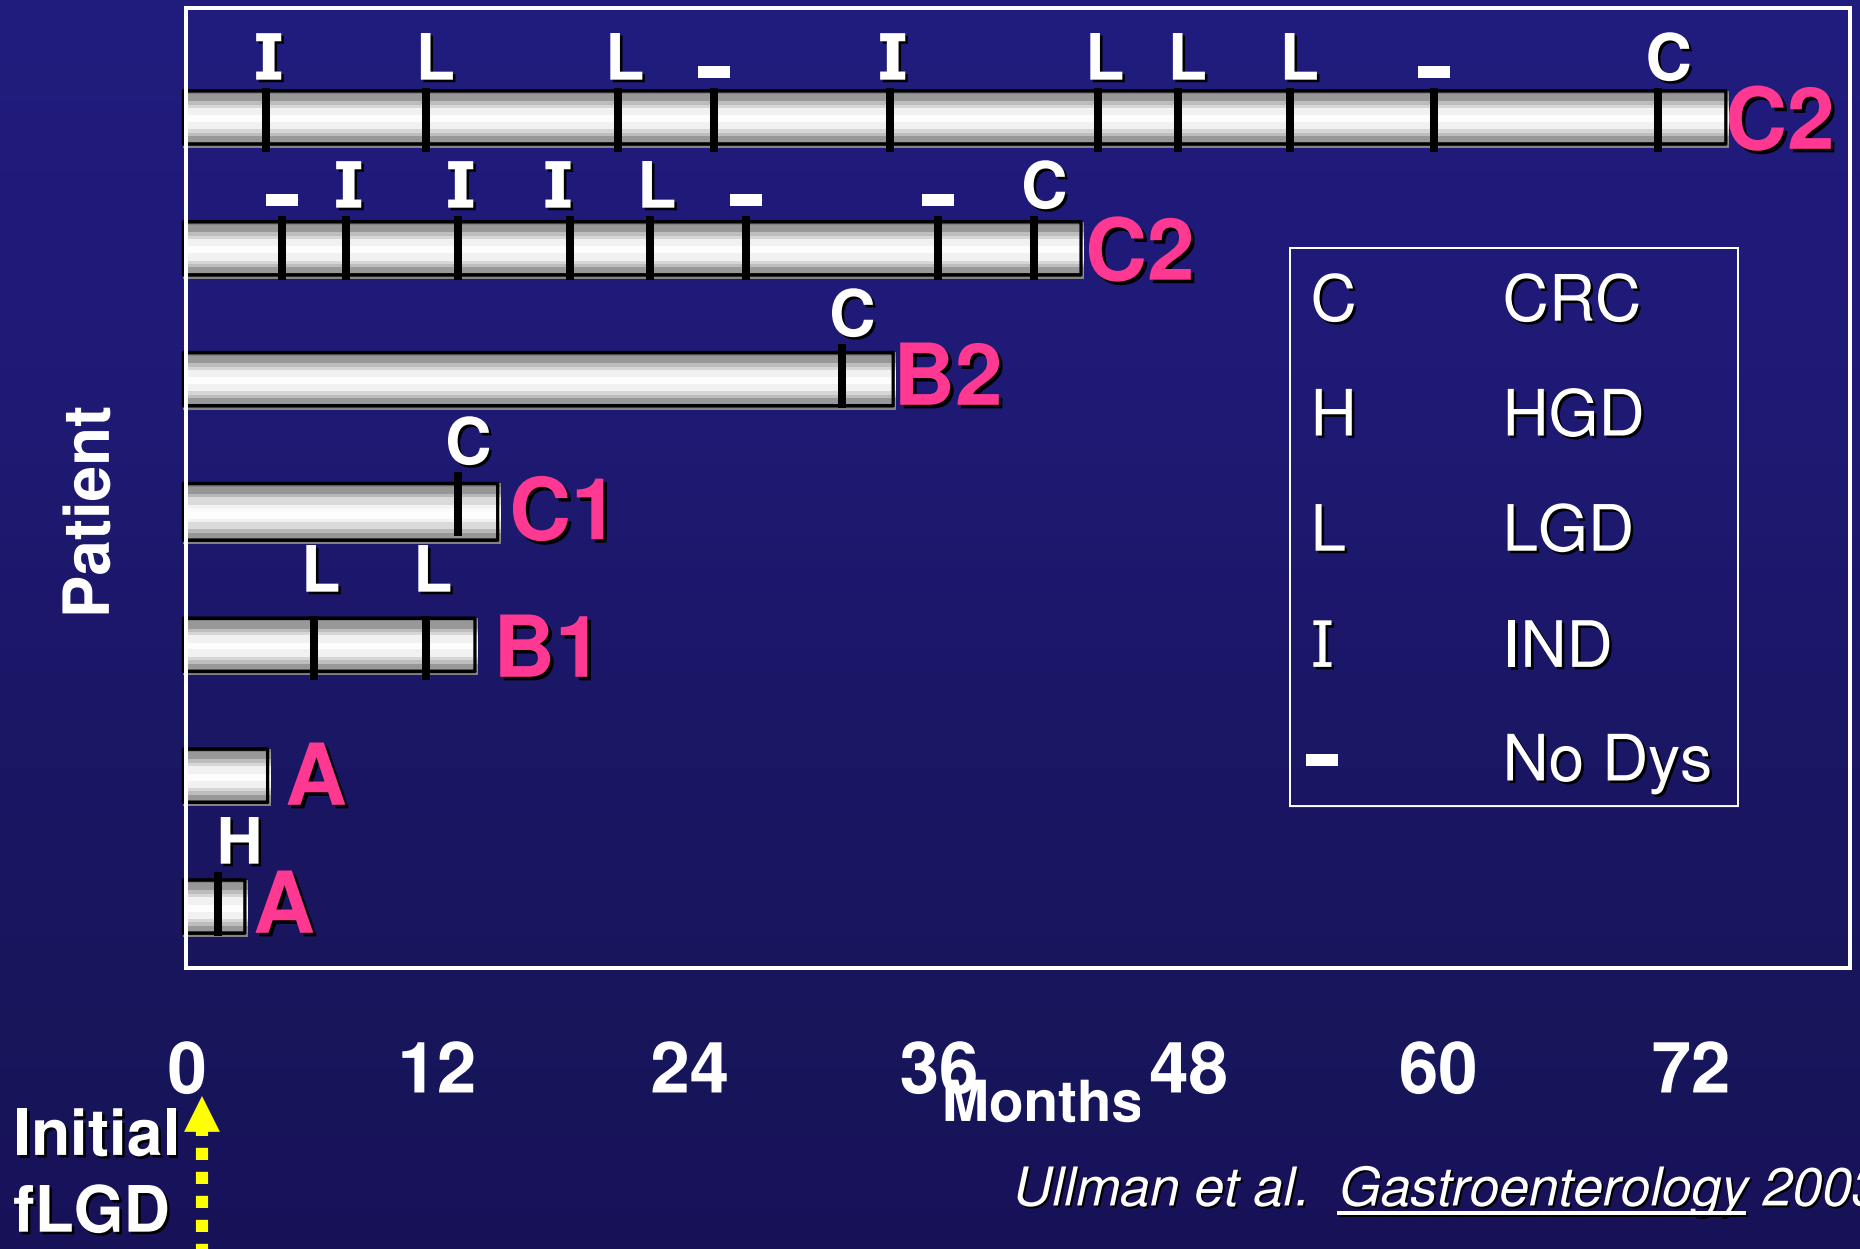 I L L – I L L L – C
C2
– I I I L – – C
C2
C
B2
C
C1
L L
B1
A
H
A
C CRC
H HGD
L LGD
I IND
– No Dys
Patient
0 12 24 36 48 60 72
Months
Initial
fLGD
Ullman et al. Gastroenterology 2003